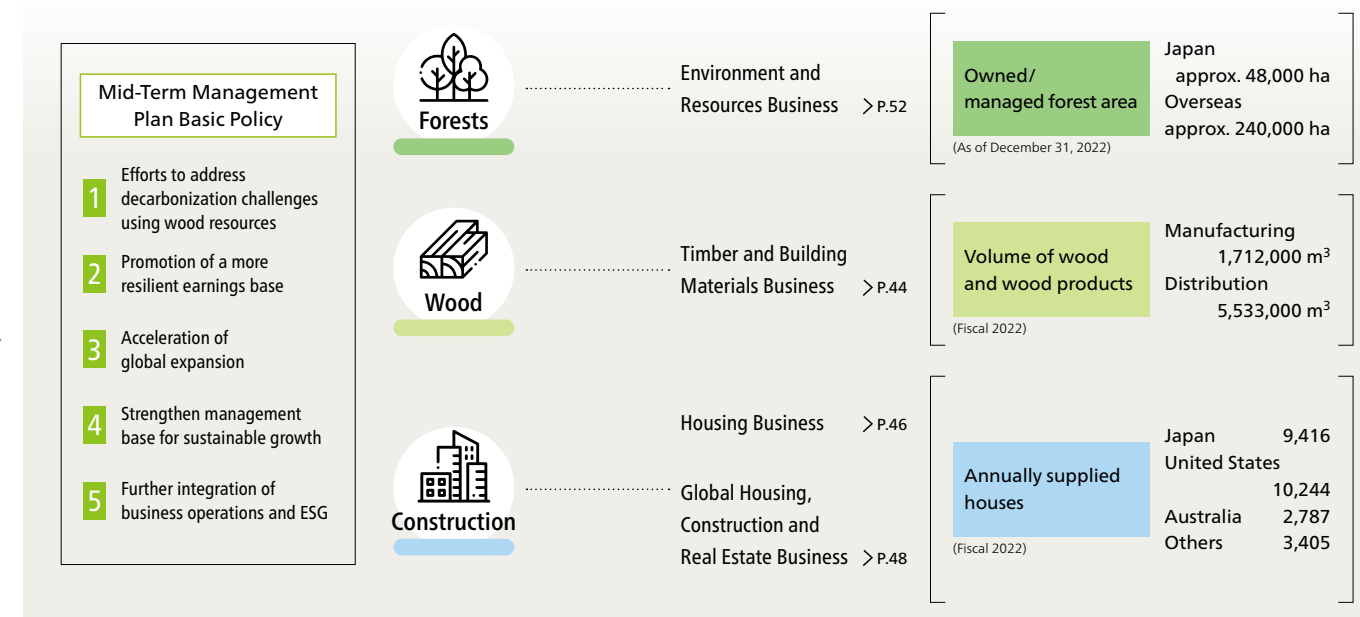 Mid-Term Management
Plan Basic Policy
1
Efforts to address
decarbonization challenges
using wood resources
2
Promotion of a more
resilient earnings base
3
Acceleration of
global expansion
4
Strengthen management
base for sustainable growth
5
Further integration of
business operations and ESG
Forests
Environment and
Resources Business >P.52
Owned/
managed forest area
(As of December 31, 2022)
Japan
approx. 48,000 ha
Overseas
approx. 240,000 ha
Wood
Timber and Building
Materials Business >P.44
Volume of wood
and wood products
(Fiscal 2022)
Manufacturing
1,712,000 m³
Distribution
5,533,000 m³
Construction
Housing Business >P.46
Global Housing,
Construction and
Real Estate Business >P.48
Annually supplied
houses
(Fiscal 2022)
Japan 9,416
United States
10,244
Australia 2,787
Others 3,405